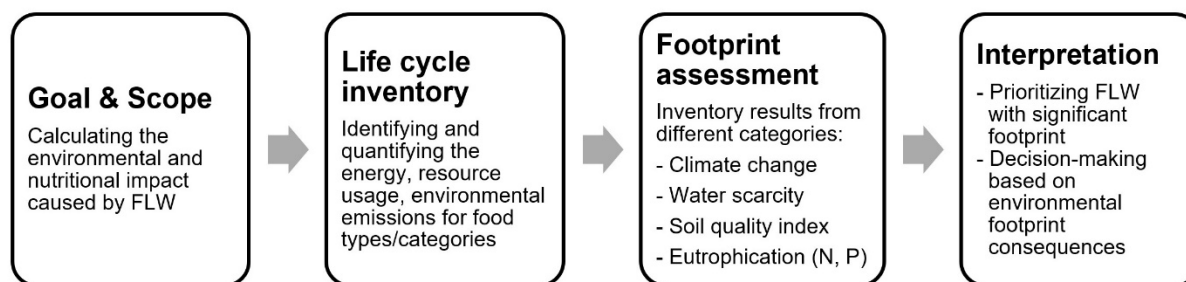 Goal & Scope
Calculating the
environmental and
nutritional impact
caused by FLW
Life cycle
inventory
Identifying and
quantifying the
energy, resource
usage, environmental
emissions for food
types/categories
Footprint
assessment
Inventory results from
different categories:
- Climate change
- Water scarcity
- Soil quality index
- Eutrophication (N, P)
Interpretation
- Prioritizing FLW
with significant
footprint
- Decision-making
based on
environmental
footprint
consequences